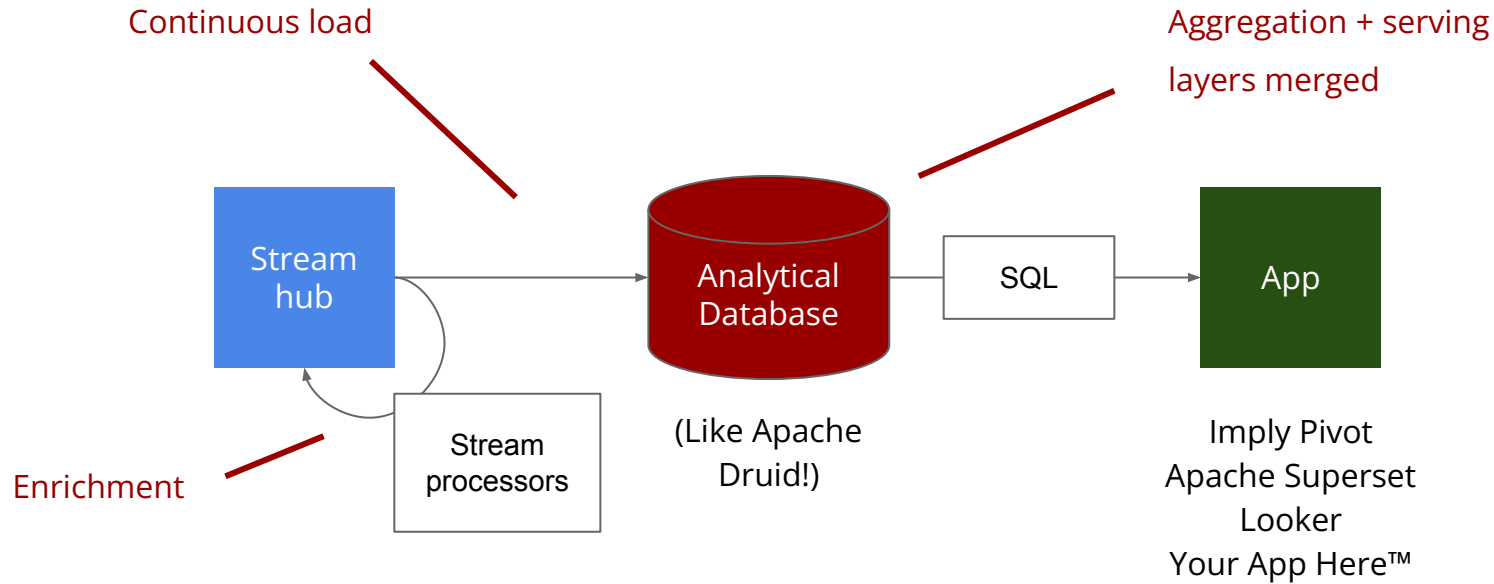 Continuous load
Aggregation + serving
layers merged
Stream
hub
Analytical
Database
SQL
App
Stream
processors
Enrichment
(Like Apache
Druid!)
Imply Pivot
Apache Superset
Looker
Your App Here™